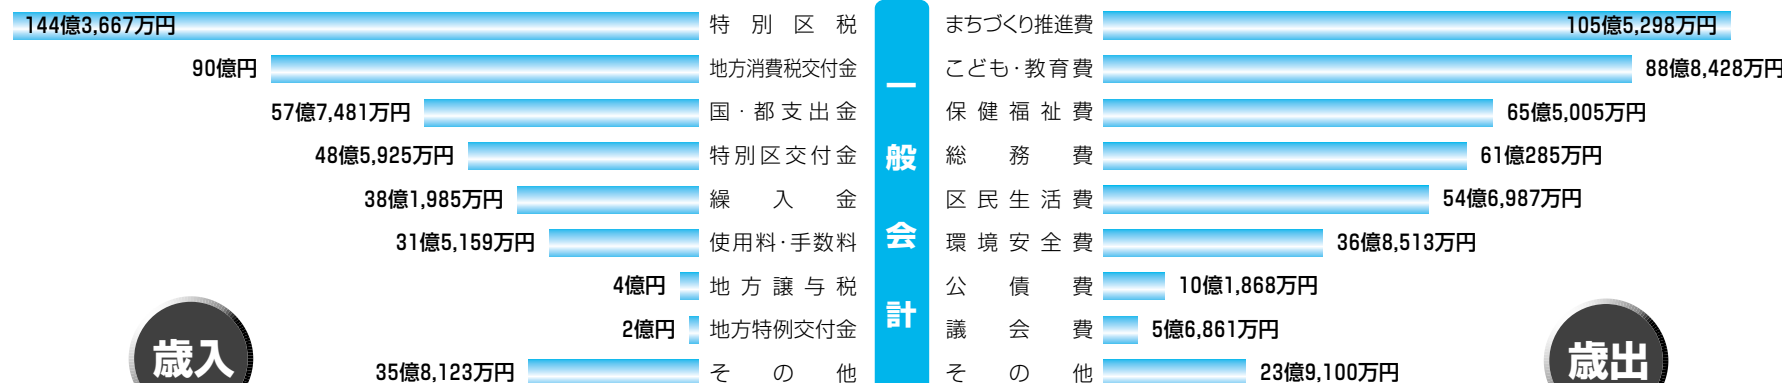 144億3,667万円 特別区税
90億円 地方消費税交付金
57億7,481万円 国・都支出金
48億5,925万円 特別区交付金
38億1,985万円 繰入金
31億5,159万円 使用料・手数料
4億円 地方譲与税
2億円 地方特例交付金
35億8,123万円 その他
歳入
一般会計
まちづくり推進費 105億5,298万円
こども・教育費 88億8,428万円
保健福祉費 65億5,005万円
総務費 61億285万円
区民生活費 54億6,987万円
環境安全費 36億8,513万円
公債費 10億1,868万円
議会費 5億6,861万円
その他 23億9,100万円
歳出